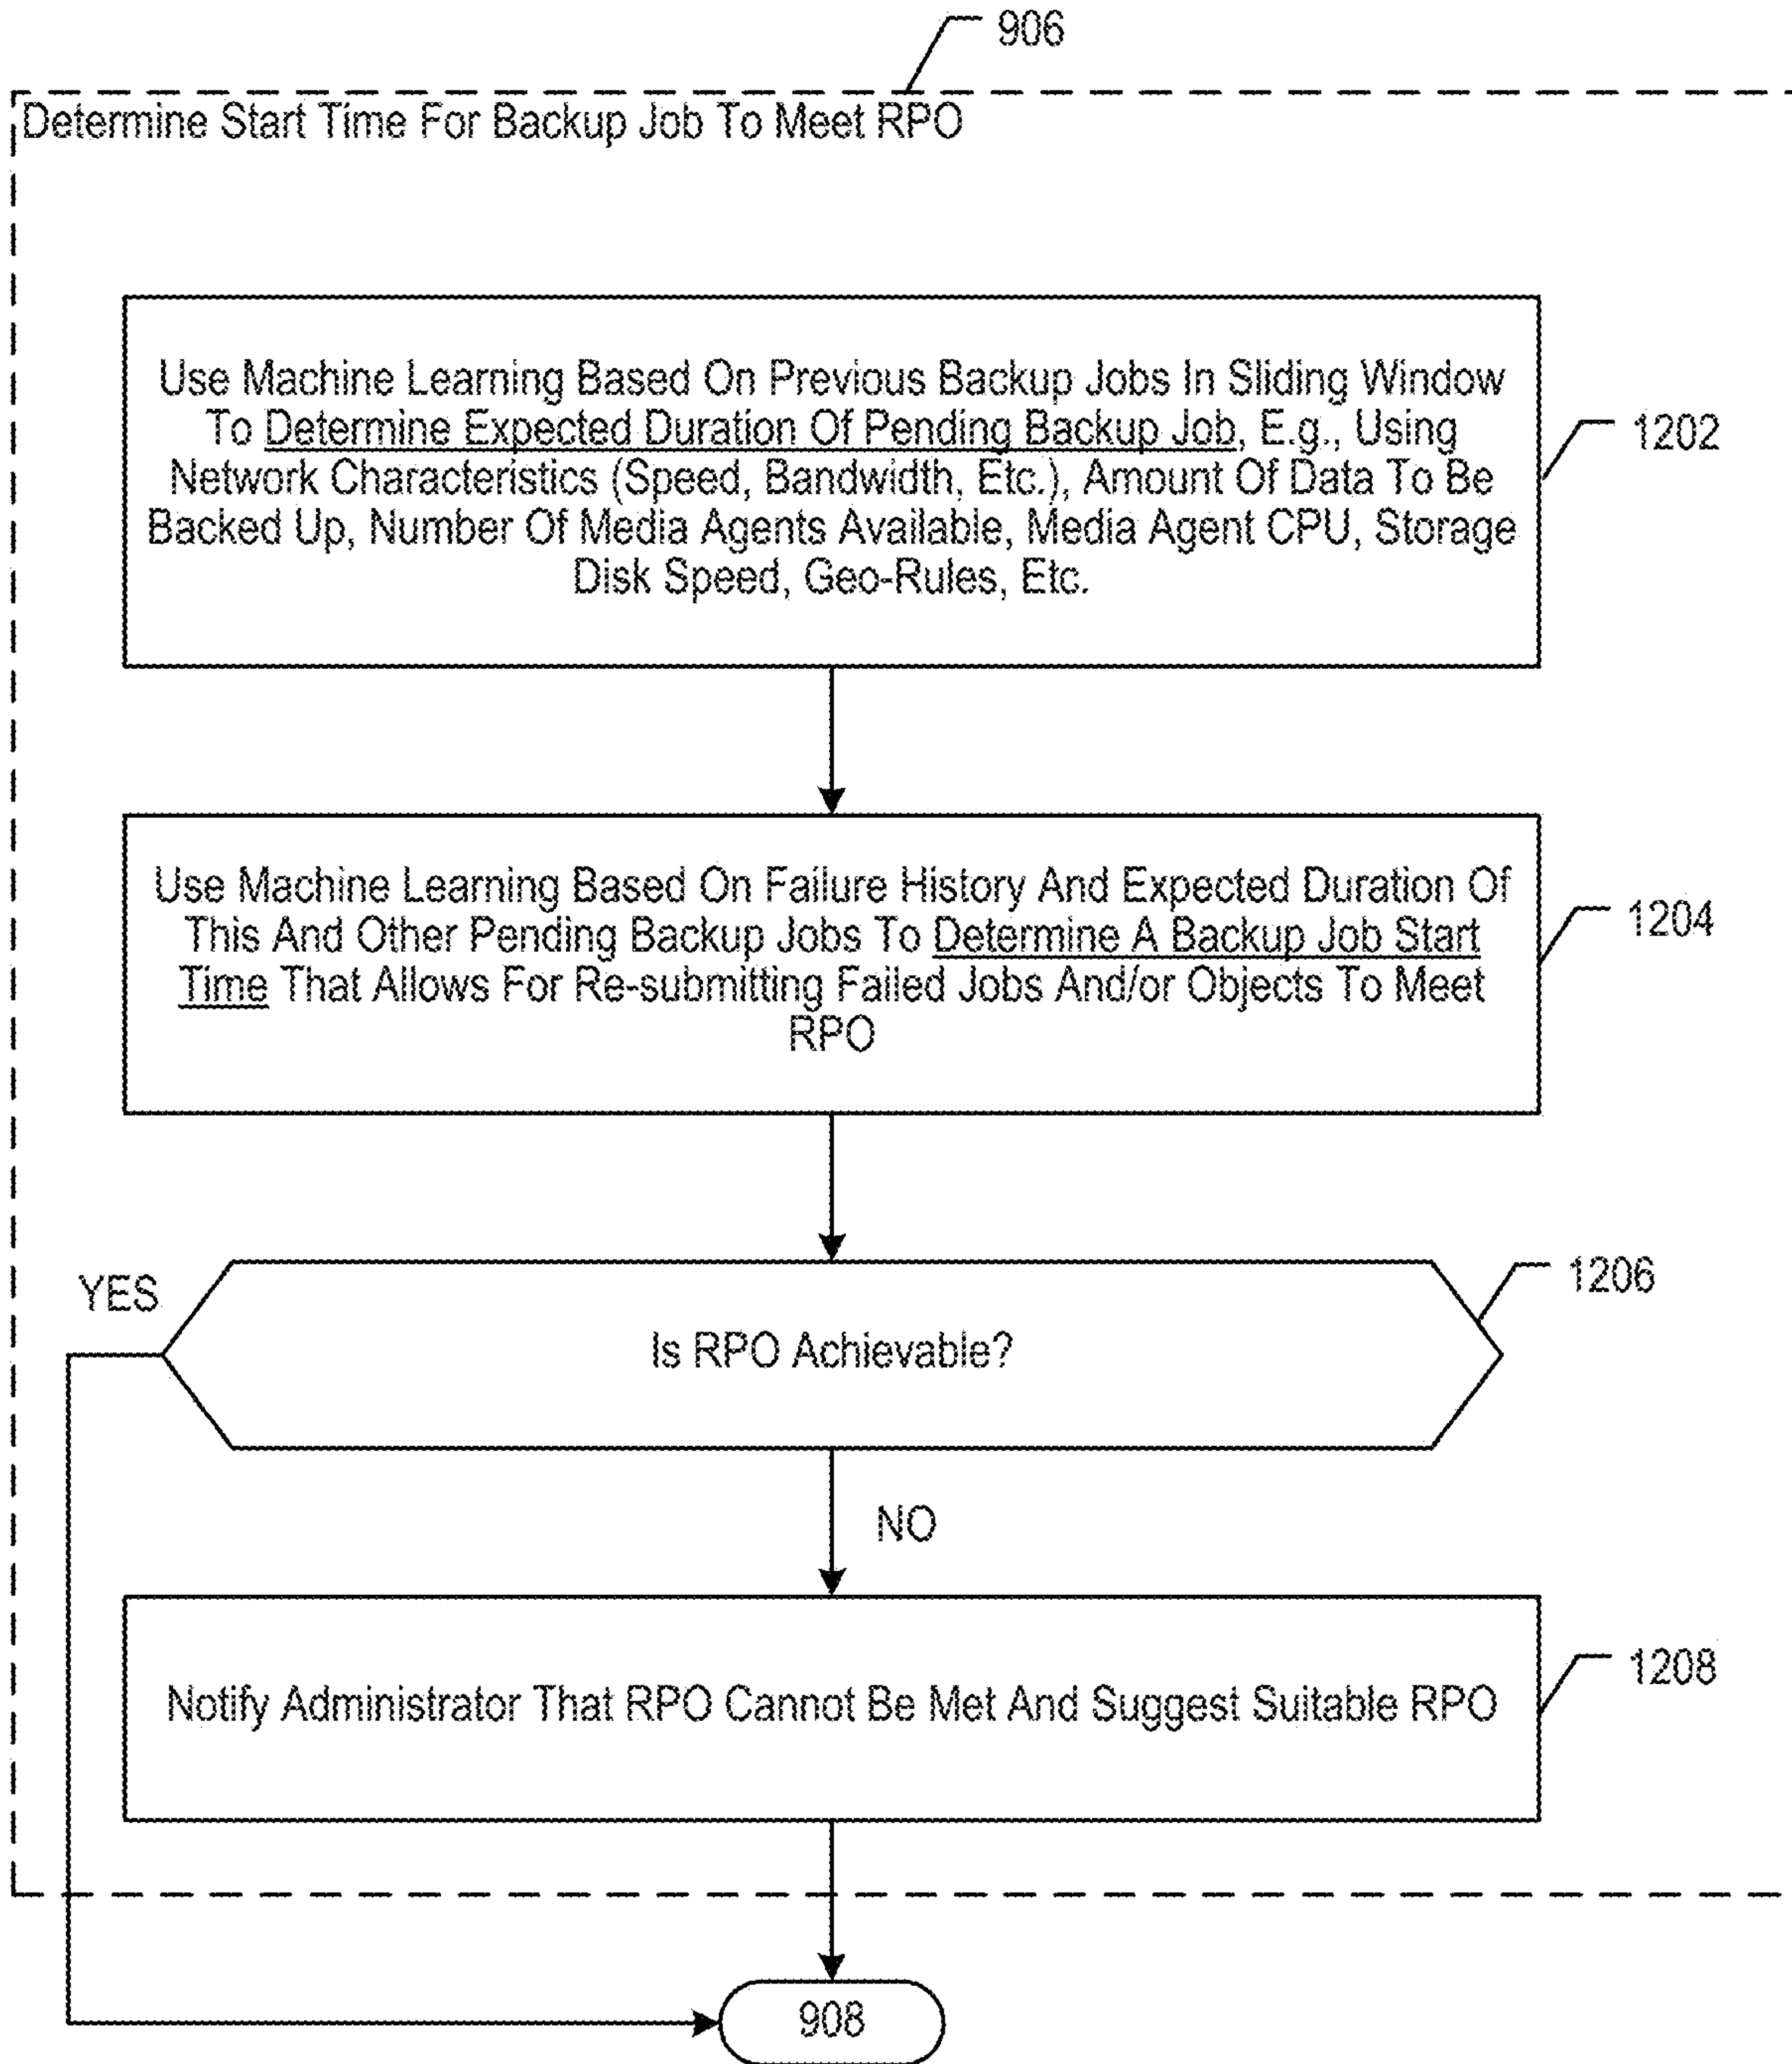 906
Determine Start Time For Backup Job To Meet RPO
Use Machine Learning Based On Previous Backup Jobs In Sliding Window
To Determine Expected Duration Of Pending Backup Job, E.g., Using
Network Characteristics (Speed, Bandwidth, Etc.), Amount Of Data To Be
Backed Up, Number Of Media Agents Available, Media Agent CPU, Storage
Disk Speed, Geo-Rules, Etc.
1202
Use Machine Learning Based On Failure History And Expected Duration Of
This And Other Pending Backup Jobs To Determine A Backup Job Start
Time That Allows For Re-submitting Failed Jobs And/or Objects To Meet
RPO
1204
YES
Is RPO Achievable?
1206
NO
Notify Administrator That RPO Cannot Be Met And Suggest Suitable RPO
1208
908